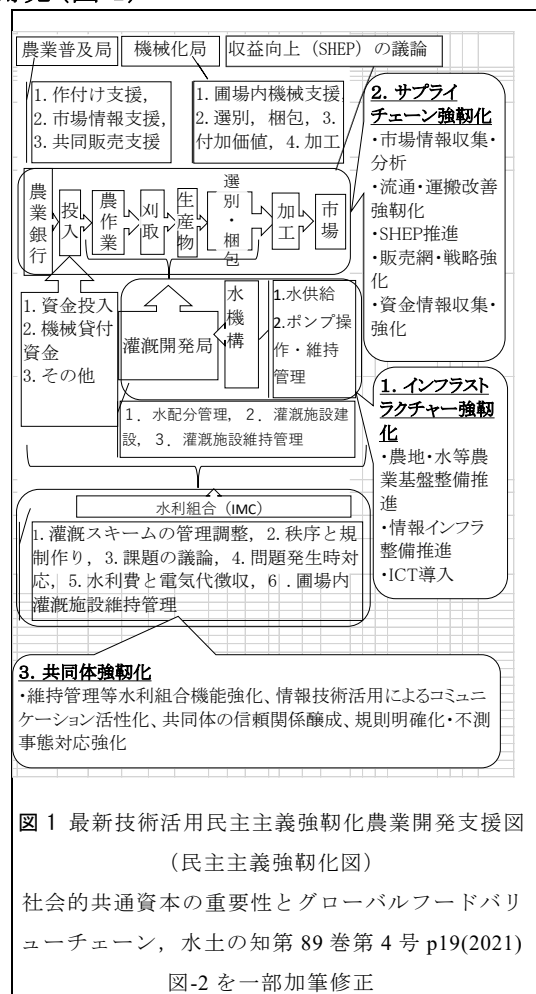 農業普及局
機械化局
収益向上（SHEP）の議論
1. 作付け支援,
2. 市場情報支援,
3. 共同販売支援
1. 圃場内機械支援
2. 選別，梱包，3.
付加価値，4. 加工
2. サプライ
チェーン強靭化
・市場情報収集・
分析
・流通・運搬改善
強靭化
・SHEP推進
・販売網・戦略強
化
・資金情報収集・
強化
農業銀行
投入
農作業
刈取
生産物
選別・梱包
加工
市場
1. 資金投入
2. 機械貸付
資金
3. その他
灌漑開発局
水機構
1.水供給
2.ポンプ操
作・維持
管理
1．水配分管理，2．灌漑施設建
設，3．灌漑施設維持管理
1. インフラスト
ラクチャー強靭
化
・農地・水等農
業基盤整備推
進
・情報インフラ
整備推進
・ICT導入
水利組合（IMC）
1. 灌漑スキームの管理調整，2. 秩序と規
制作り，3. 課題の議論，4. 問題発生時対
応，5. 水利費と電気代徴収，6．圃場内
灌漑施設維持管理
3. 共同体強靭化
・維持管理等水利組合機能強化、情報技術活用によるコミュニ
ケーション活性化、共同体の信頼関係醸成、規則明確化・不測
事態対応強化
図 1 最新技術活用民主主義強靭化農業開発支援図
（民主主義強靭化図）
社会的共通資本の重要性とグローバルフードバリ
ューチェーン，水土の知第 89 巻第 4 号 p19(2021)
図-2 を一部加筆修正